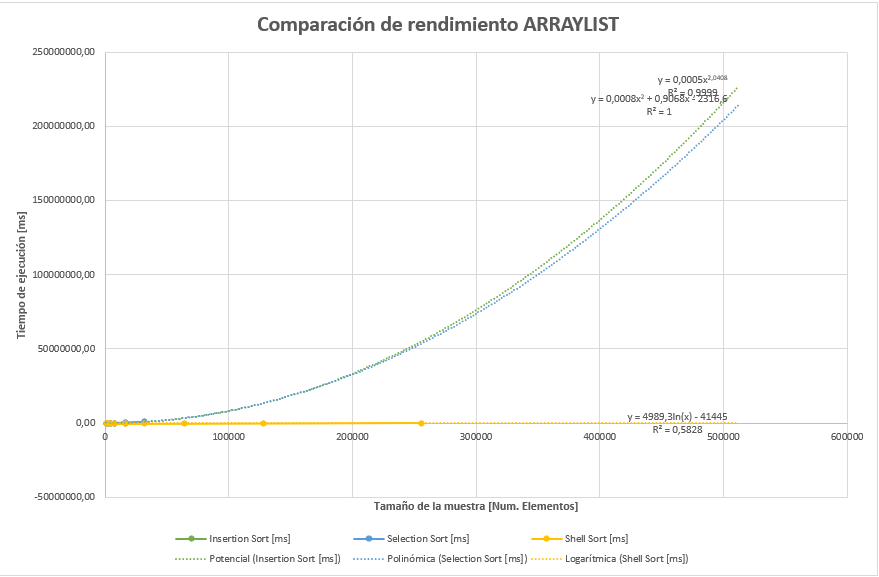 Comparación de rendimiento ARRAYLIST
250000000,00
200000000,00
150000000,00
100000000,00
50000000,00
0,00
-50000000,00
Tiempo de ejecución [ms]
y = 0,0005x^2,0408
R² = 0,9999
y = 0,0008x² + 0,9068x - 2316,6
R² = 1
y = 4989,3ln(x) - 41445
R² = 0,5828
0 100000 200000 300000 400000 500000 600000
Tamaño de la muestra [Num. Elementos]
Insertion Sort [ms] Selection Sort [ms] Shell Sort [ms]
Potencial (Insertion Sort [ms]) Polinómica (Selection Sort [ms]) Logarítmica (Shell Sort [ms])